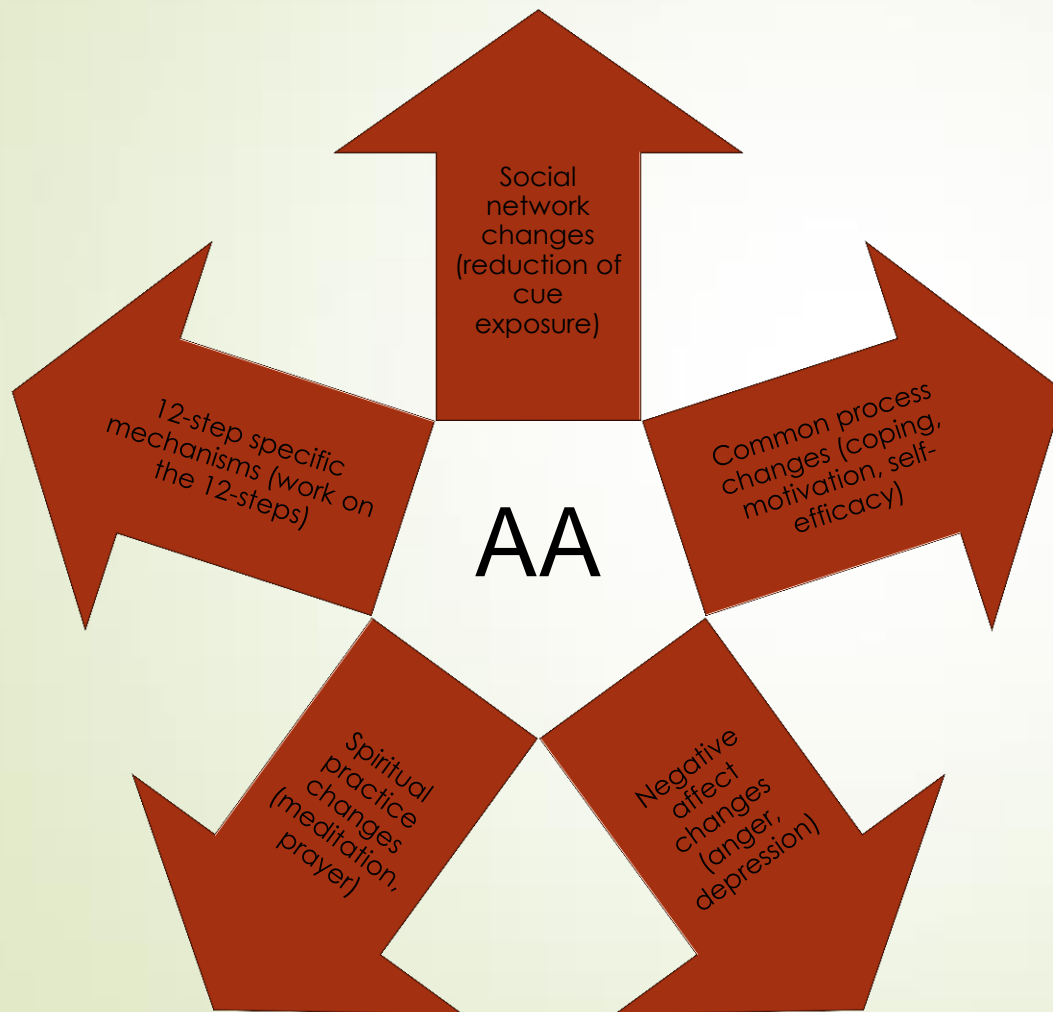 Social
network
changes
(reduction of
cue
exposure)
Common process
changes (coping,
motivation, self-
efficacy)
Negative
affect
changes
(anger,
depression)
Spiritual
practice
changes
(meditation,
prayer)
12-step specific
mechanisms (work on
the 12-steps)
AA